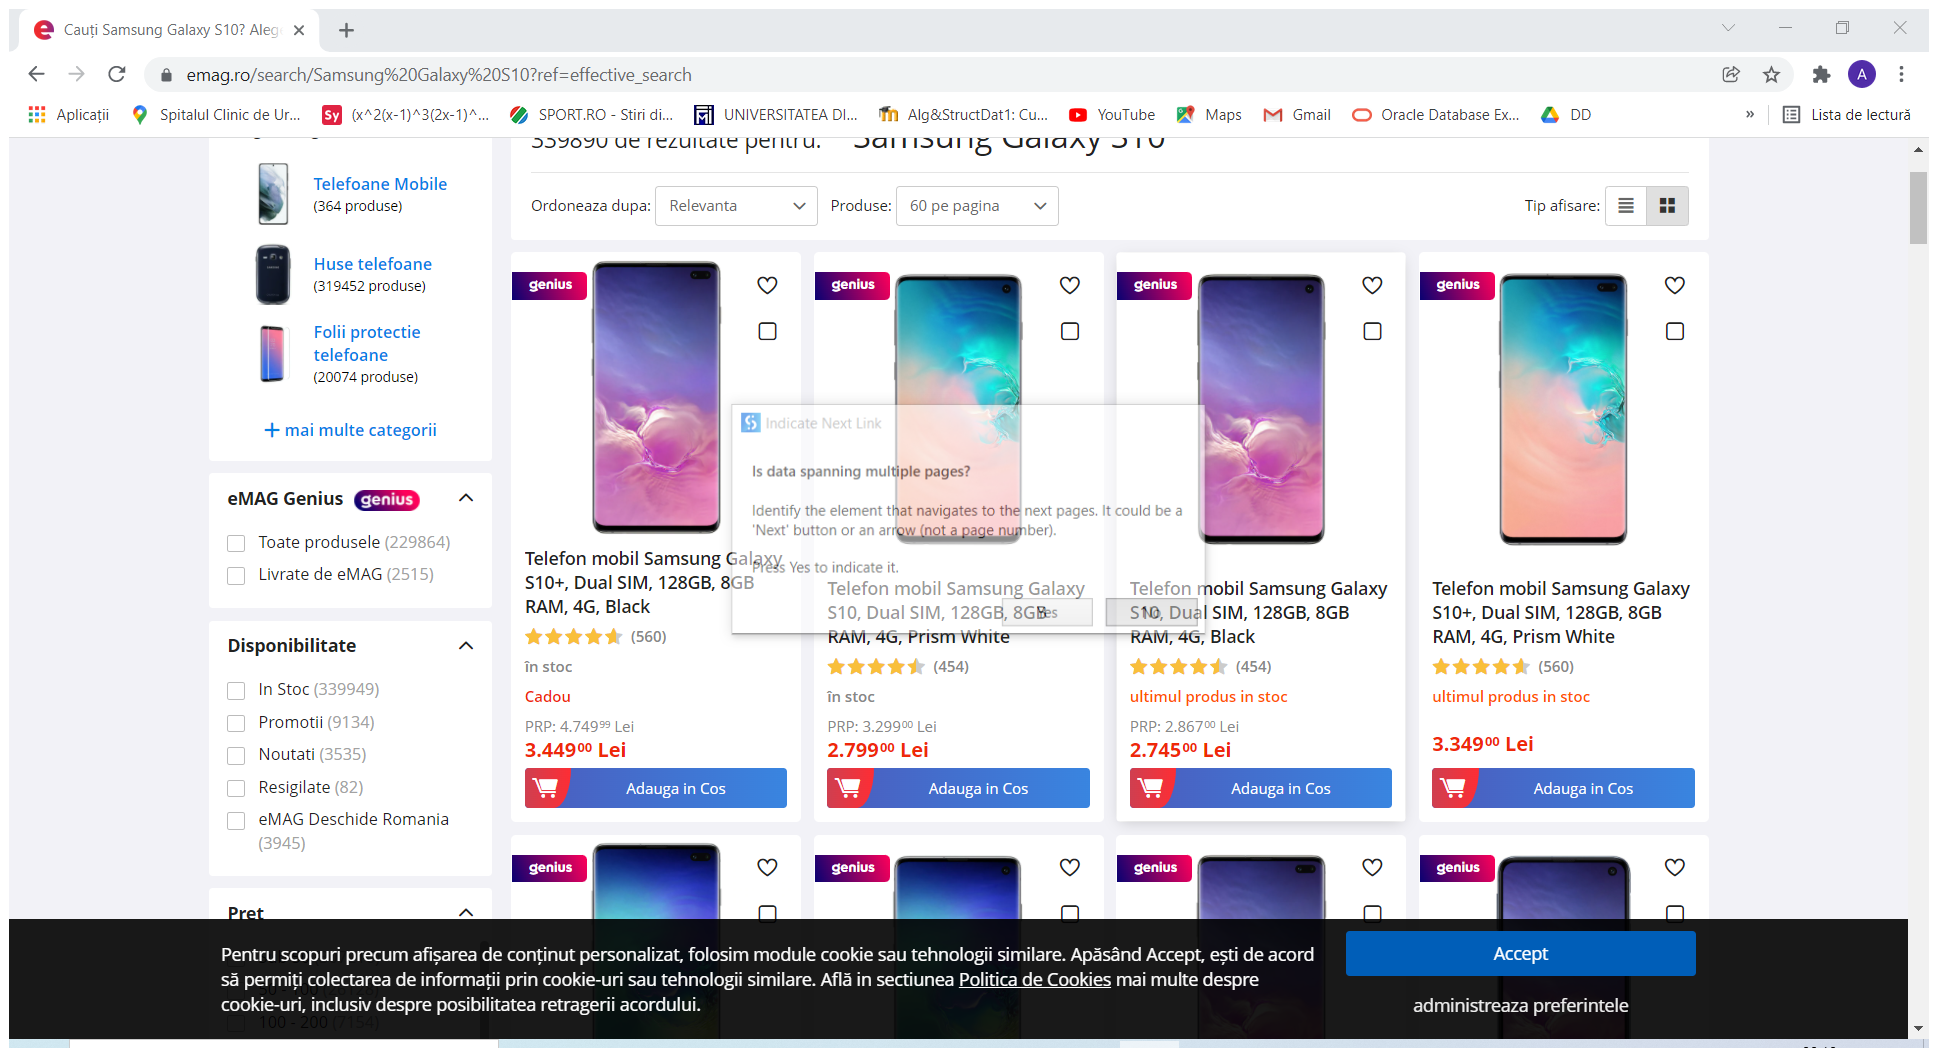 Cauți Samsung Galaxy S10? Aleg
emag.ro/search/Samsung%20Galaxy%20S10?ref=effective_search
A
Aplicații
Spitalul Clinic de Ur...
Sy
(x^2(x-1)^3(2x-1)^...
SPORT.RO - Stiri di...
UNIVERSITATEA DI...
Alg&StructDat1: Cu...
YouTube
Maps
Gmail
Oracle Database Ex...
DD
»
Lista de lectură
339890 de rezultate pentru: Samsung Galaxy S10
Telefoane Mobile
(364 produse)
Huse telefoane
(319452 produse)
Folii protectie
telefoane
(20074 produse)
+ mai multe categorii
eMAG Genius genius
Toate produsele (229864)
Livrate de eMAG (2515)
Disponibilitate
In Stoc (339949)
Promotii (9134)
Noutati (3535)
Resigilate (82)
eMAG Deschide Romania
(3945)
Pret
100 - 200 (7154)
Ordoneaza dupa: Relevanta
Produse: 60 pe pagina
Tip afisare:
genius
Telefon mobil Samsung Galaxy
S10+, Dual SIM, 128GB, 8GB
RAM, 4G, Black
(560)
în stoc
Cadou
PRP: 4.749⁹⁹ Lei
3.449⁰⁰ Lei
Adauga in Cos
genius
Telefon mobil Samsung Galaxy
S10, Dual SIM, 128GB, 8GB
RAM, 4G, Prism White
(454)
în stoc
PRP: 3.299⁰⁰ Lei
2.799⁰⁰ Lei
Adauga in Cos
genius
Telefon mobil Samsung Galaxy
S10, Dual SIM, 128GB, 8GB
RAM, 4G, Black
(454)
ultimul produs in stoc
PRP: 2.867⁰⁰ Lei
2.745⁰⁰ Lei
Adauga in Cos
genius
Telefon mobil Samsung Galaxy
S10+, Dual SIM, 128GB, 8GB
RAM, 4G, Prism White
(560)
ultimul produs in stoc
3.349⁰⁰ Lei
Adauga in Cos
Indicate Next Link
Is data spanning multiple pages?
Identify the element that navigates to the next pages. It could be a
'Next' button or an arrow (not a page number).
Press Yes to indicate it.
Yes
No
genius
genius
genius
genius
Pentru scopuri precum afișarea de conținut personalizat, folosim module cookie sau tehnologii similare. Apăsând Accept, ești de acord
să permiți colectarea de informații prin cookie-uri sau tehnologii similare. Află in sectiunea Politica de Cookies mai multe despre
cookie-uri, inclusiv despre posibilitatea retragerii acordului.
Accept
administreaza preferintele